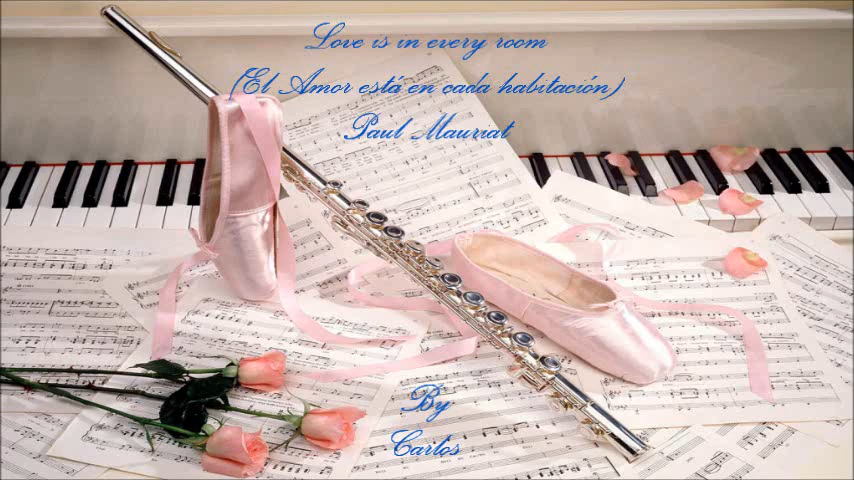 Love is in every room
(El Amor está en cada habitación)
Paul Mauriat
By
Carlos